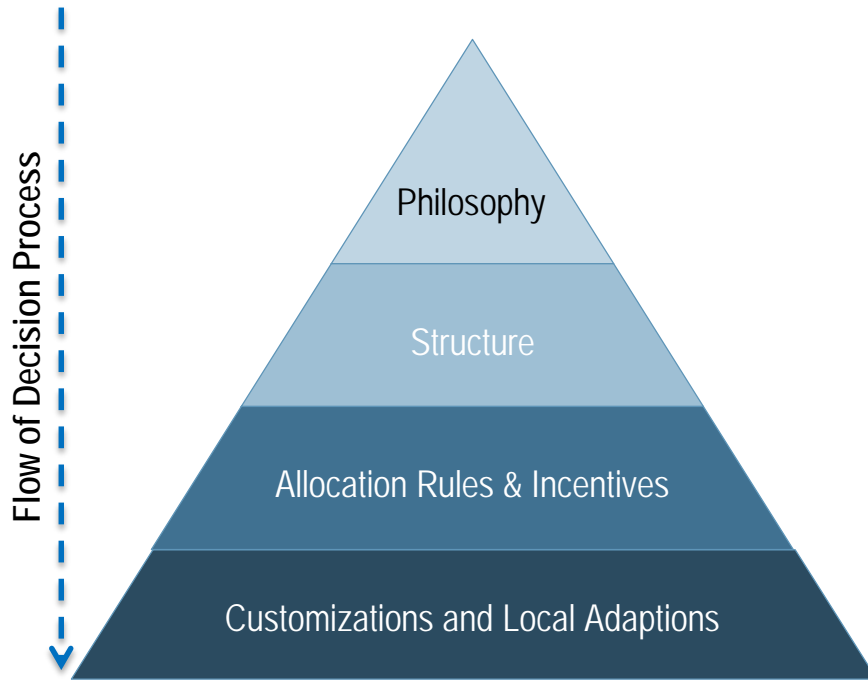 Flow of Decision Process
Philosophy
Structure
Allocation Rules & Incentives
Customizations and Local Adaptions